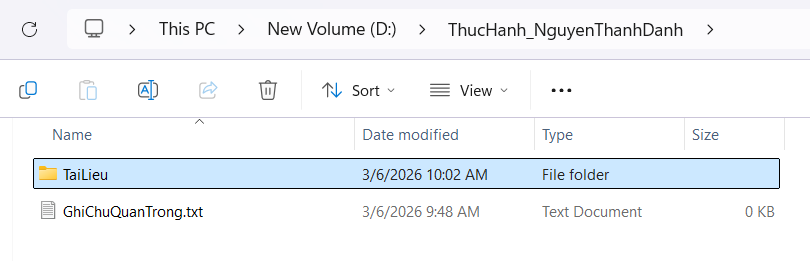 This PC > New Volume (D:) > ThucHanh_NguyenThanhDanh >
Sort View
Name Date modified Type Size
TaiLieu 3/6/2026 10:02 AM File folder
GhiChuQuanTrong.txt 3/6/2026 9:48 AM Text Document 0 KB